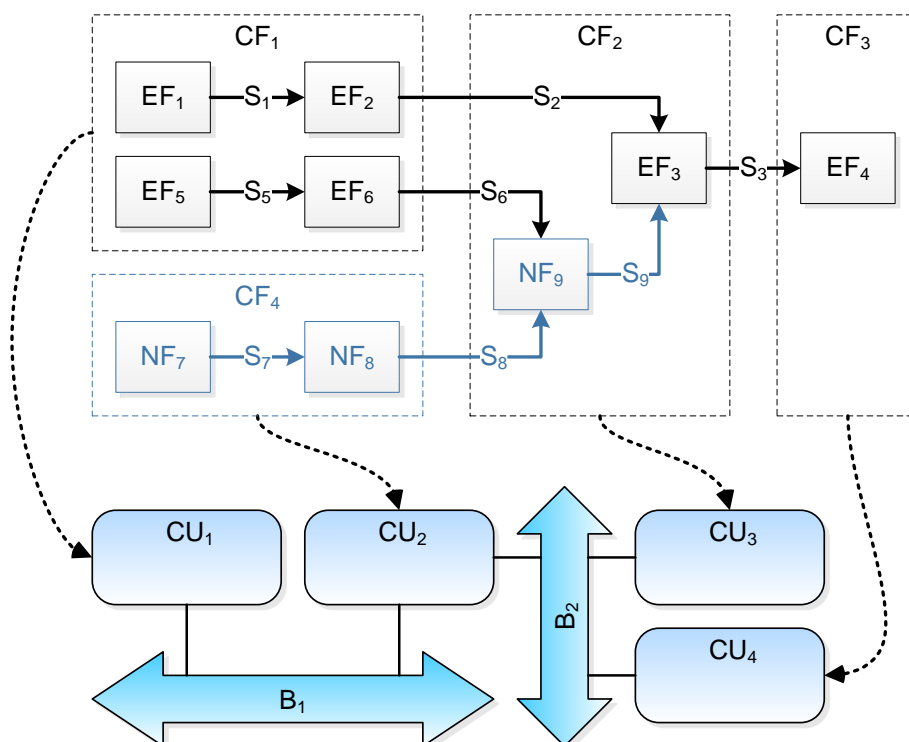 CF₁
CF₂
CF₃
EF₁
S₁
EF₂
S₂
EF₃
S₃
EF₄
EF₅
S₅
EF₆
S₆
NF₉
S₉
CF₄
NF₇
S₇
NF₈
S₈
CU₁
CU₂
CU₃
B₂
CU₄
B₁